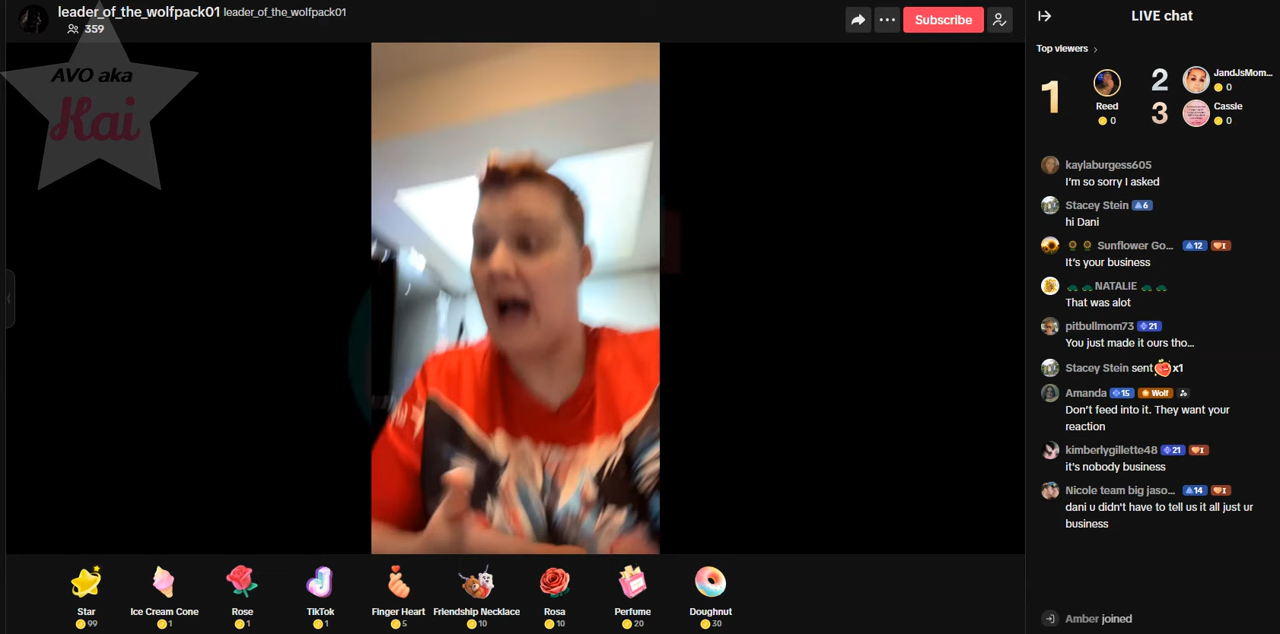 leader_of_the_wolfpack01 leader_of_the_wolfpack01
359
Subscribe
AVO aka
Kai
LIVE chat
Top viewers
1
Reed
0
2
JandJsMom...
0
3
Cassie
0
kaylaburgess605
I'm so sorry I asked
Stacey Stein 6
hi Dani
Sunflower Go... 12 I
It's your business
NATALIE
That was alot
pitbullmom73 21
You just made it ours tho...
Stacey Stein sent x1
Amanda 15 Wolf
Don't feed into it. They want your
reaction
kimberlygillette48 21 I
it's nobody business
Nicole team big jaso... 14 I
dani u didn't have to tell us it all just ur
business
Amber joined
Star
99
Ice Cream Cone
1
Rose
1
TikTok
1
Finger Heart
5
Friendship Necklace
10
Rosa
10
Perfume
20
Doughnut
30